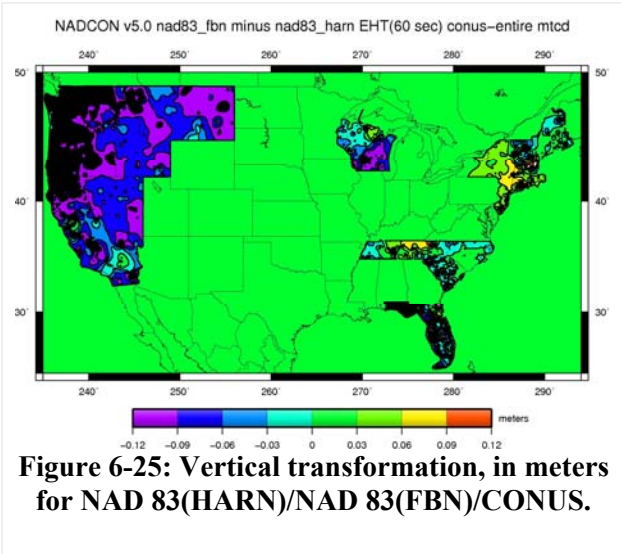 NADCON v5.0 nad83_fbn minus nad83_harn EHT(60 sec) conus-entire mtcd
240˚ 250˚ 260˚ 270˚ 280˚ 290˚
50˚ 50˚
40˚ 40˚
30˚ 30˚
240˚ 250˚ 260˚ 270˚ 280˚ 290˚
meters
-0.12 -0.09 -0.06 -0.03 0 0.03 0.06 0.09 0.12
Figure 6-25: Vertical transformation, in meters
for NAD 83(HARN)/NAD 83(FBN)/CONUS.